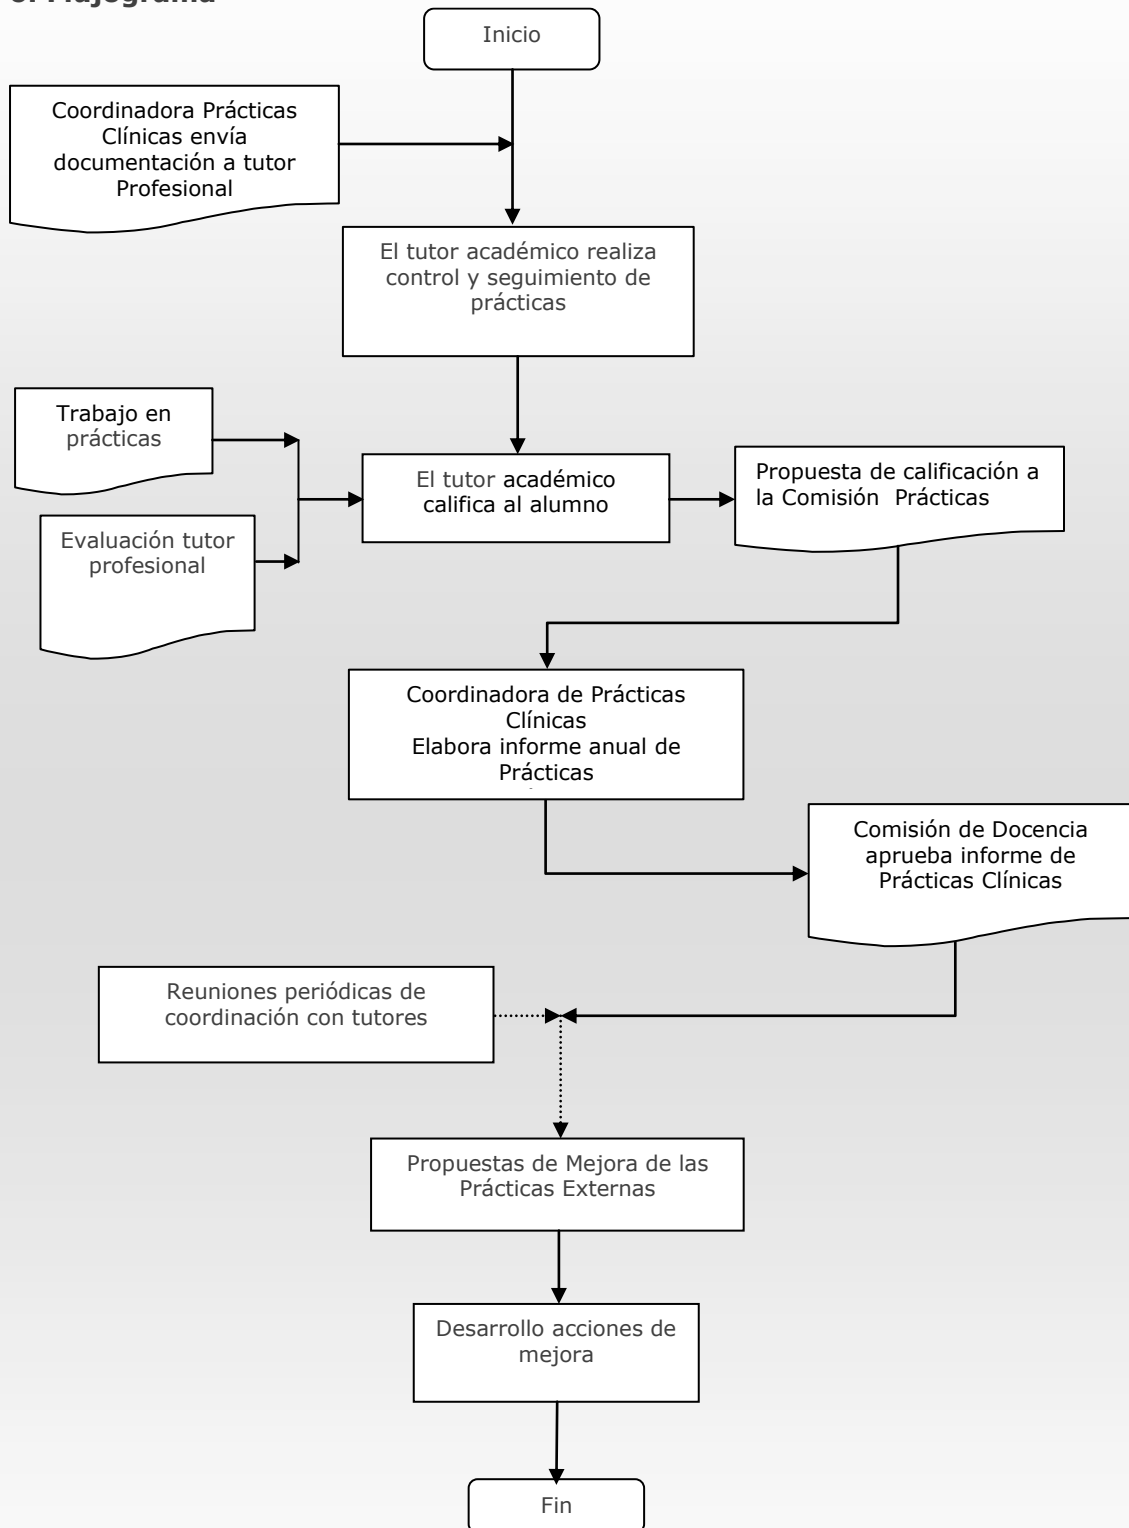 Inicio
Coordinadora Prácticas
Clínicas envía
documentación a tutor
Profesional
El tutor académico realiza
control y seguimiento de
prácticas
Trabajo en
prácticas
El tutor académico
califica al alumno
Propuesta de calificación a
la Comisión Prácticas
Evaluación tutor
profesional
Coordinadora de Prácticas
Clínicas
Elabora informe anual de
Prácticas
Comisión de Docencia
aprueba informe de
Prácticas Clínicas
Reuniones periódicas de
coordinación con tutores
Propuestas de Mejora de las
Prácticas Externas
Desarrollo acciones de
mejora
Fin